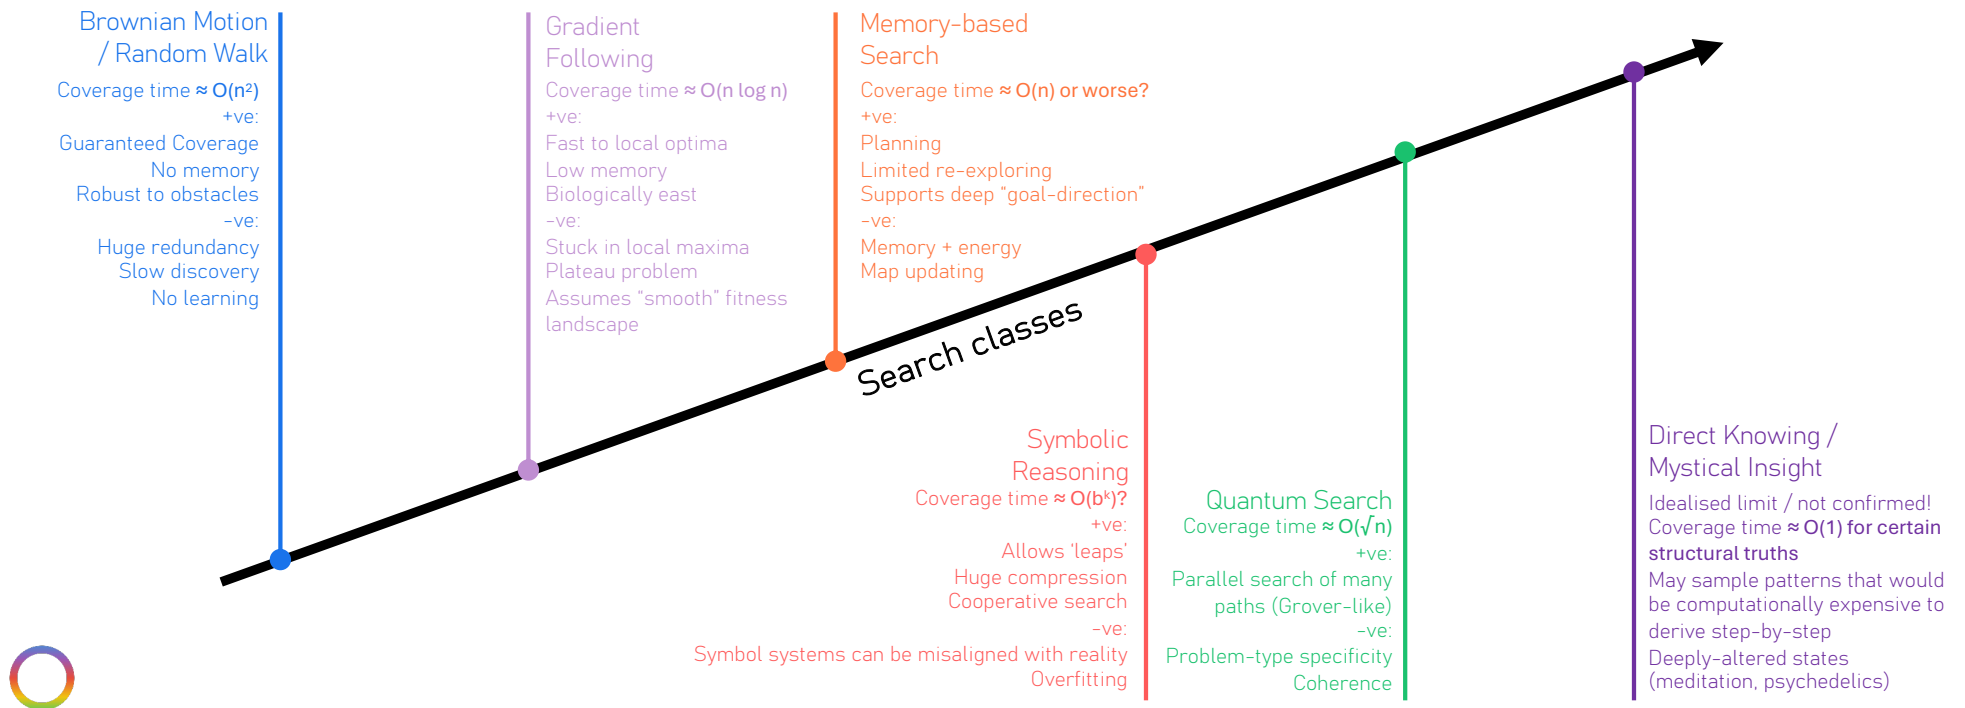 Brownian Motion
/ Random Walk
Coverage time ≈ O(n²)
+ve:
Guaranteed Coverage
No memory
Robust to obstacles
-ve:
Huge redundancy
Slow discovery
No learning
Gradient
Following
Coverage time ≈ O(n log n)
+ve:
Fast to local optima
Low memory
Biologically east
-ve:
Stuck in local maxima
Plateau problem
Assumes “smooth” fitness
landscape
Memory-based
Search
Coverage time ≈ O(n) or worse?
+ve:
Planning
Limited re-exploring
Supports deep “goal-direction”
-ve:
Memory + energy
Map updating
Search classes
Symbolic
Reasoning
Coverage time ≈ O(bᵏ)?
+ve:
Allows ‘leaps’
Huge compression
Cooperative search
-ve:
Symbol systems can be misaligned with reality
Overfitting
Quantum Search
Coverage time ≈ O(√n)
+ve:
Parallel search of many
paths (Grover-like)
-ve:
Problem-type specificity
Coherence
Direct Knowing /
Mystical Insight
Idealised limit / not confirmed!
Coverage time ≈ O(1) for certain
structural truths
May sample patterns that would
be computationally expensive to
derive step-by-step
Deeply-altered states
(meditation, psychedelics)